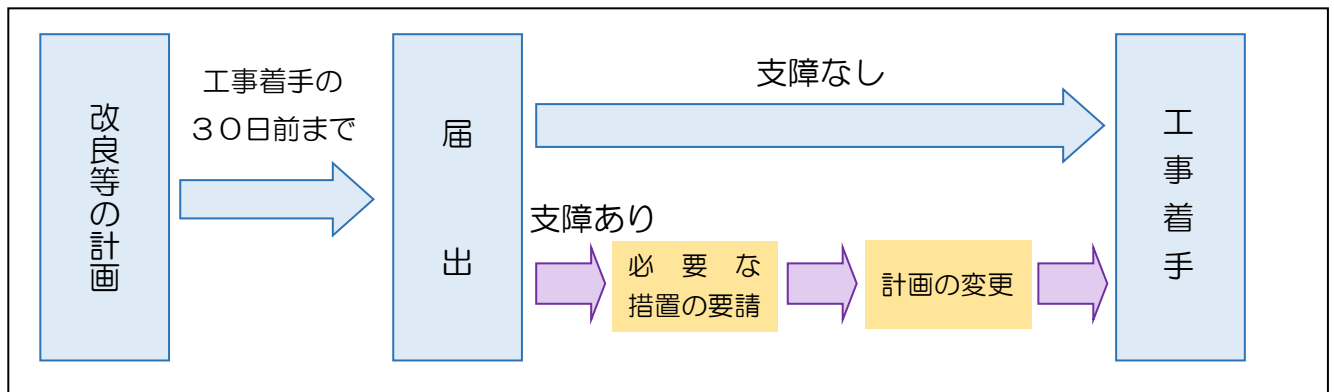 改良等の計画
工事着手の
３０日前まで
届出
支障なし
支障あり
必要な
措置の要請
計画の変更
工事着手